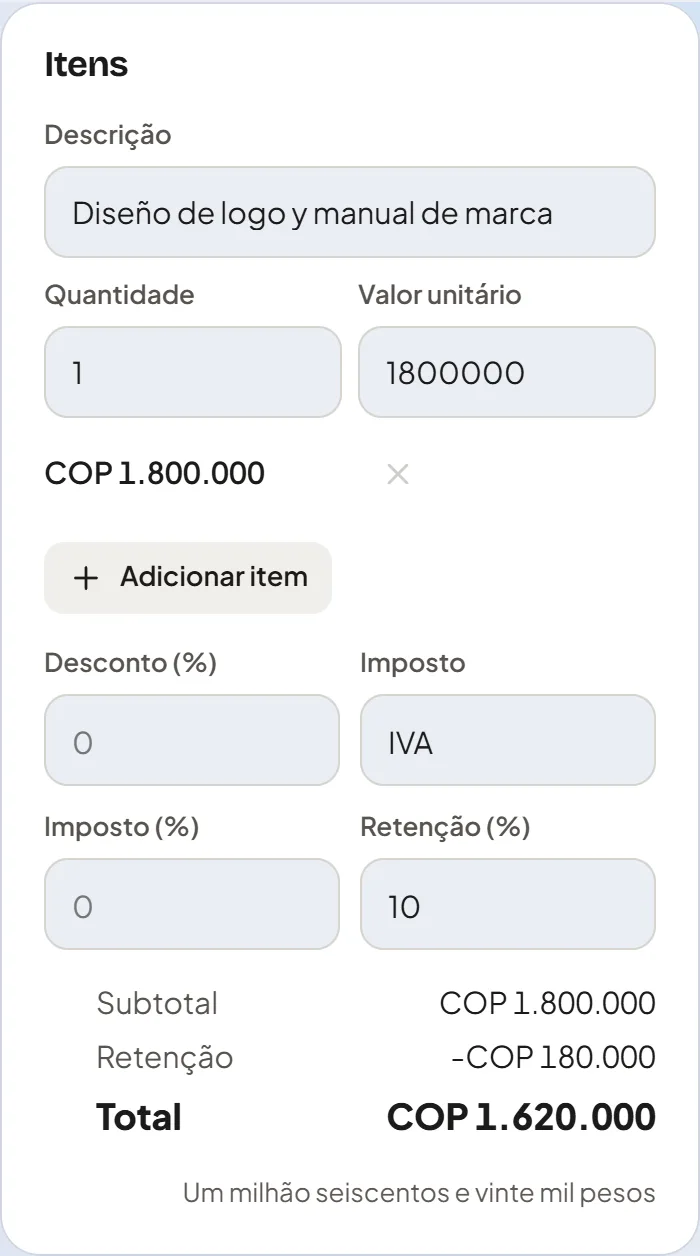 Itens
Descrição
Diseño de logo y manual de marca
Quantidade Valor unitário
1 1800000
COP 1.800.000 ×
+ Adicionar item
Desconto (%) Imposto
0 IVA
Imposto (%) Retenção (%)
0 10
Subtotal COP 1.800.000
Retenção -COP 180.000
Total COP 1.620.000
Um milhão seiscentos e vinte mil pesos